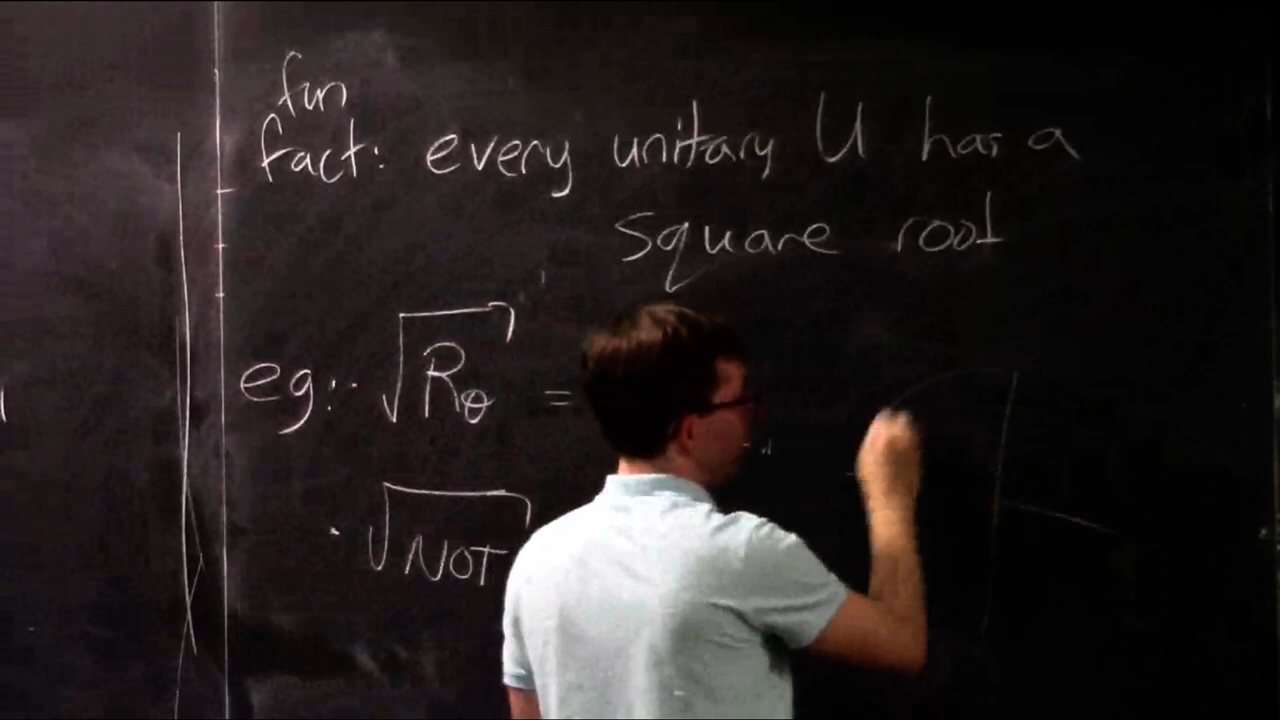 fun
fact: every unitary U has a
square root
eg: · √R_θ =
· √NOT